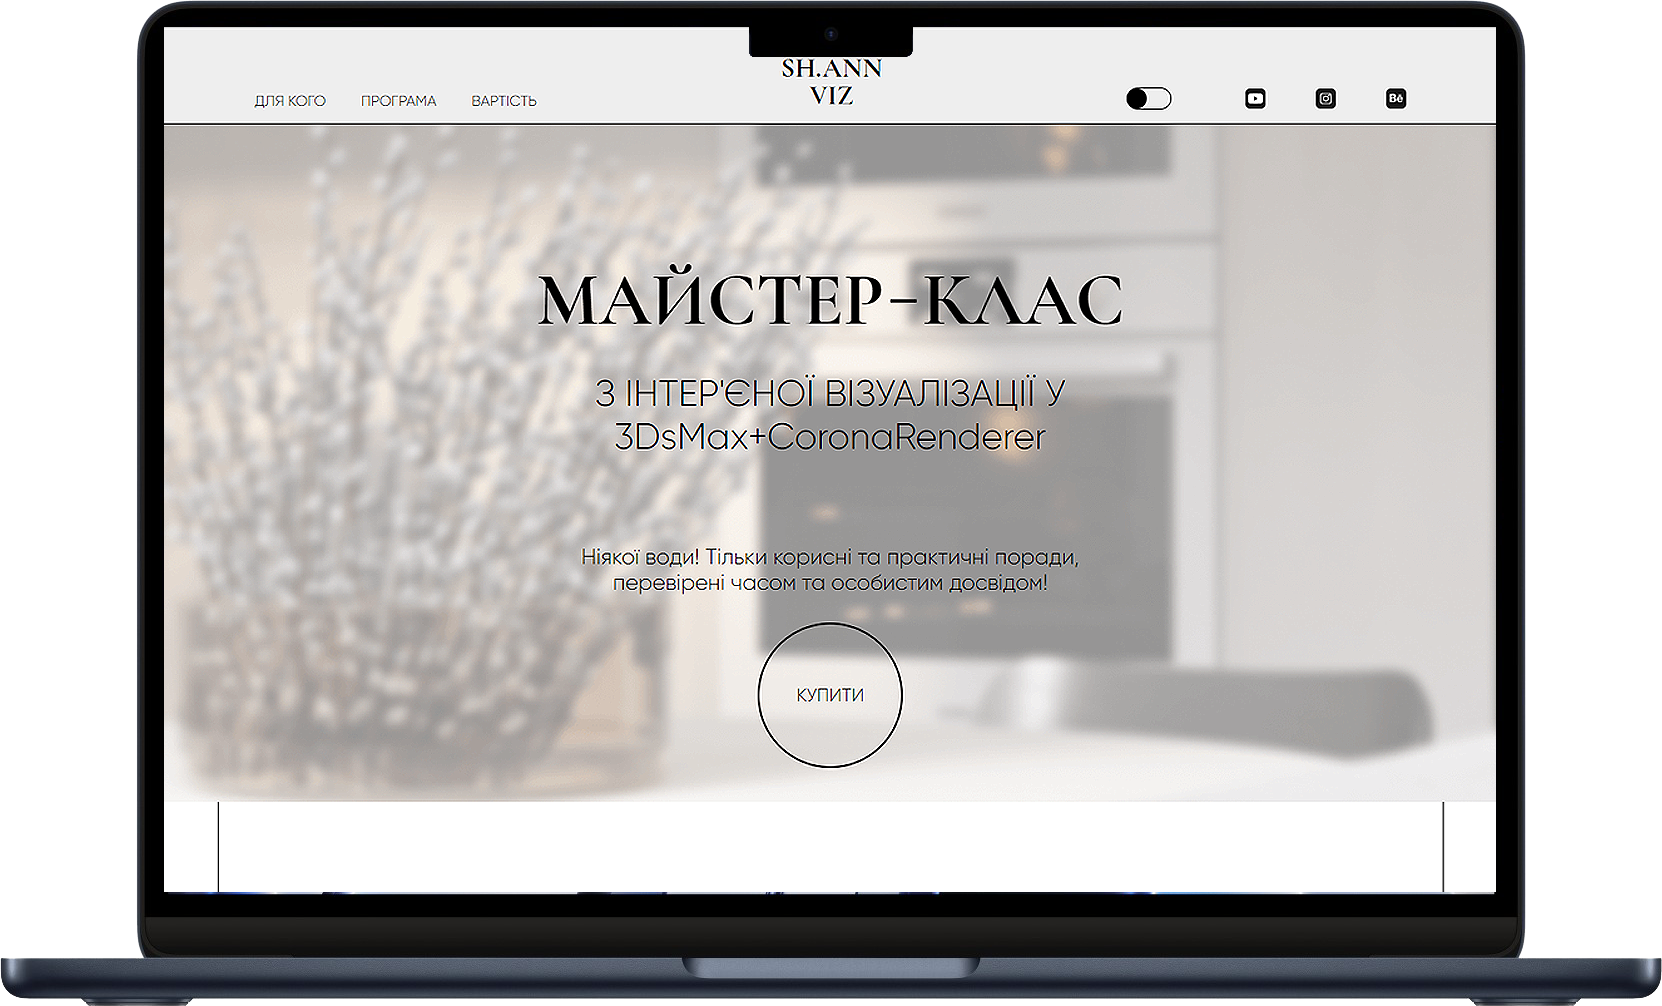 SH.ANN
VIZ
ДЛЯ КОГО ПРОГРАМА ВАРТІСТЬ
Bē
МАЙСТЕР-КЛАС
З ІНТЕР'ЄНОЇ ВІЗУАЛІЗАЦІЇ У
3DsMax+CoronaRenderer
Ніякої води! Тільки корисні та практичні поради,
перевірені часом та особистим досвідом!
КУПИТИ